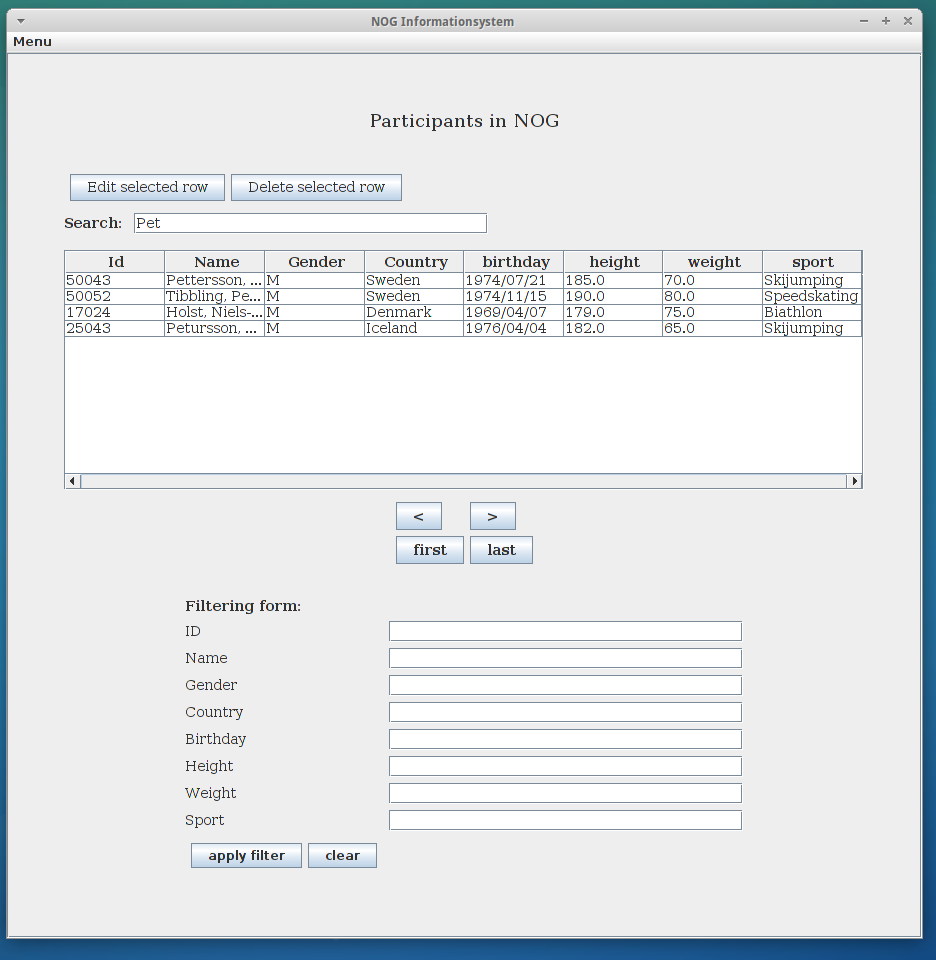 NOG Informationsystem
Menu
Participants in NOG
Edit selected row Delete selected row
Search: Pet
Id Name Gender Country birthday height weight sport
50043 Pettersson, ... M Sweden 1974/07/21 185.0 70.0 Skijumping
50052 Tibbling, Pe... M Sweden 1974/11/15 190.0 80.0 Speedskating
17024 Holst, Niels-... M Denmark 1969/04/07 179.0 75.0 Biathlon
25043 Petursson, ... M Iceland 1976/04/04 182.0 65.0 Skijumping
< >
first last
Filtering form:
ID
Name
Gender
Country
Birthday
Height
Weight
Sport
apply filter clear